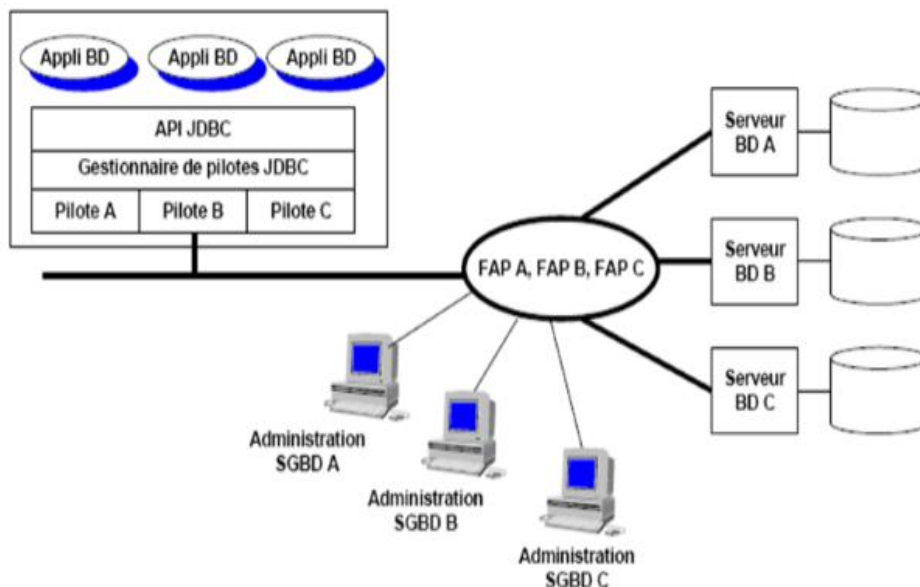 Appli BD
Appli BD
Appli BD
API JDBC
Gestionnaire de pilotes JDBC
Pilote A
Pilote B
Pilote C
FAP A, FAP B, FAP C
Serveur
BD A
Serveur
BD B
Serveur
BD C
Administration
SGBD A
Administration
SGBD B
Administration
SGBD C